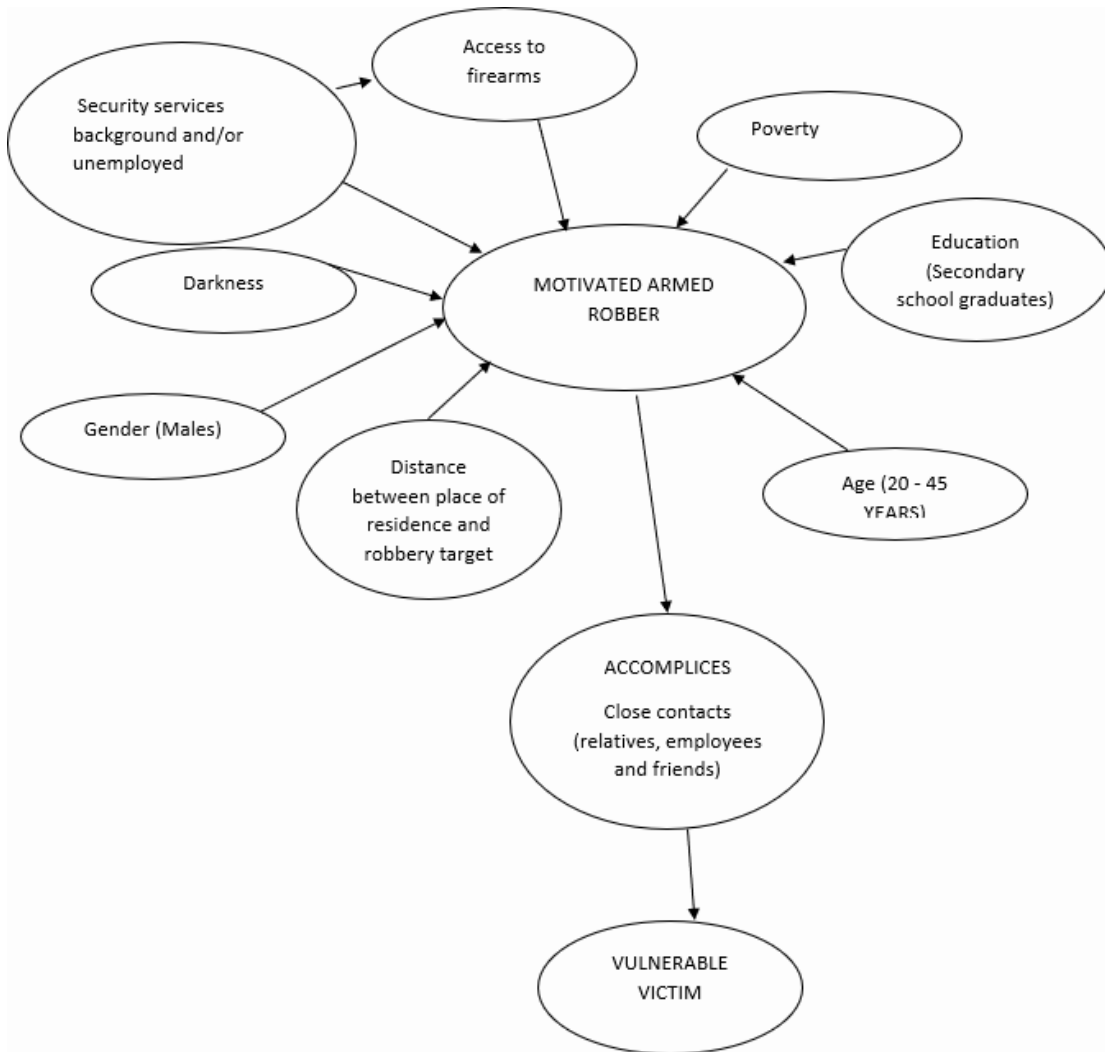 Access to
firearms
Security services
background and/or
unemployed
Poverty
Education
(Secondary
school graduates)
Darkness
MOTIVATED ARMED
ROBBER
Gender (Males)
Distance
between place of
residence and
robbery target
Age (20 - 45
YEARS)
ACCOMPLICES
Close contacts
(relatives, employees
and friends)
VULNERABLE
VICTIM